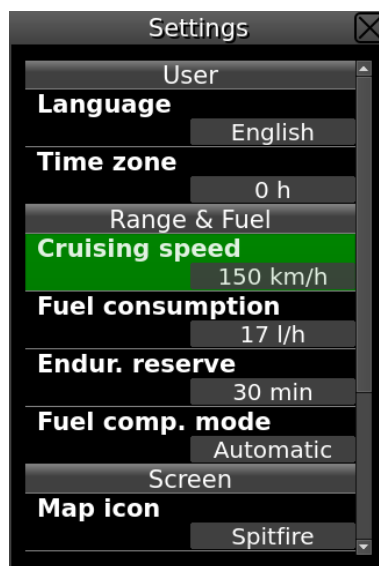 Settings
User
Language
English
Time zone
0 h
Range & Fuel
Cruising speed
150 km/h
Fuel consumption
17 l/h
Endur. reserve
30 min
Fuel comp. mode
Automatic
Screen
Map icon
Spitfire